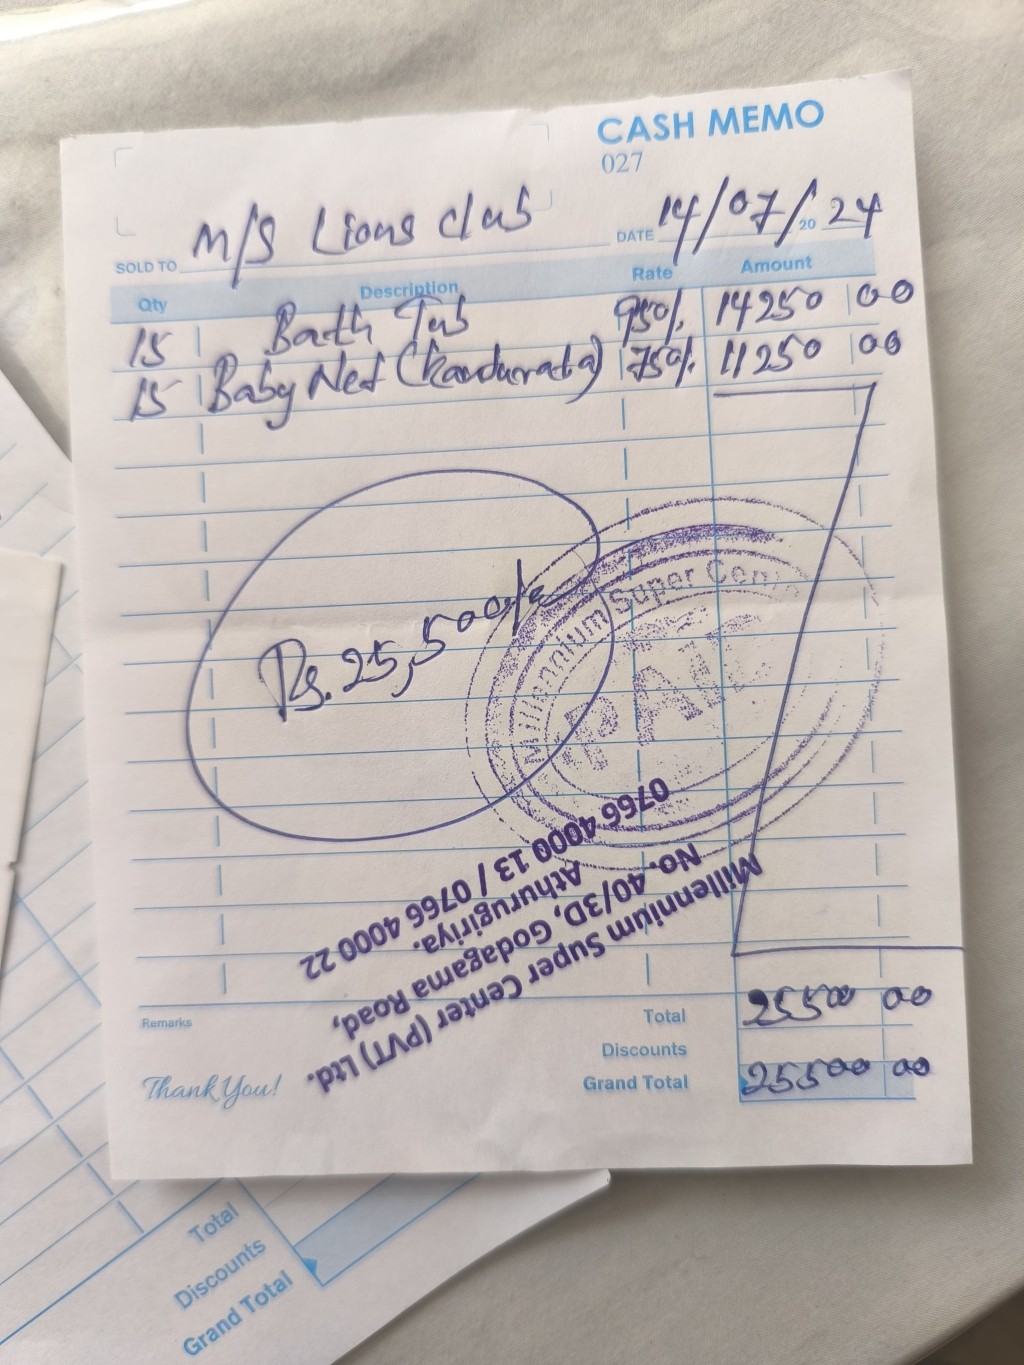 CASH MEMO
027
SOLD TO M/S Lions club DATE 14/07/2024
Qty Description Rate Amount
15 Bath Tub 950/. 14250 00
15 Baby Net (kandurata) 750/. 11250 00
Rs. 25,500/=
Millennium Super Center
PAID
Millennium Super Center (PVT) Ltd.
No. 40/3D, Godagama Road,
Athurugiriya.
0766 4000 13 / 0766 4000 22
Remarks
Total 25500 00
Discounts
Grand Total 25500 00
Thank You!
Total
Discounts
Grand Total